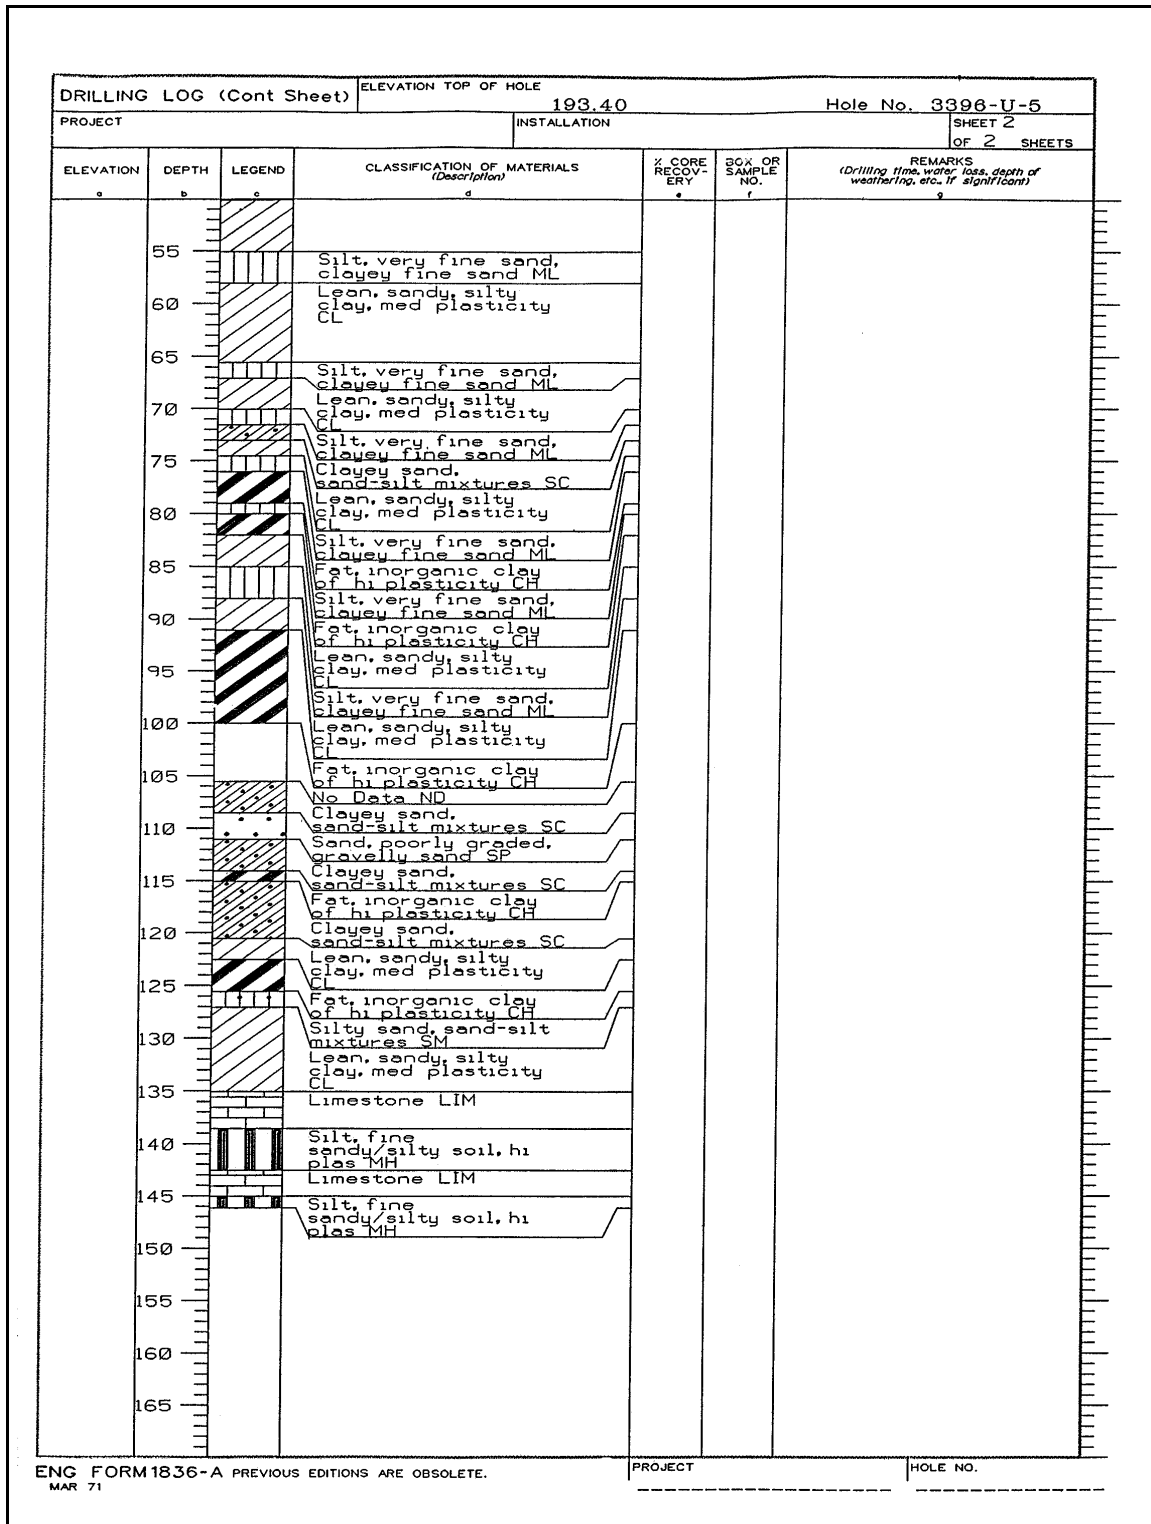 DRILLING LOG (Cont Sheet)
ELEVATION TOP OF HOLE
193.40
Hole No. 3396-U-5
PROJECT
INSTALLATION
SHEET 2
OF 2 SHEETS
ELEVATION
a
DEPTH
b
LEGEND
c
CLASSIFICATION OF MATERIALS
(Description)
d
% CORE
RECOV-
ERY
e
BOX OR
SAMPLE
NO.
f
REMARKS
(Drilling time, water loss, depth of
weathering, etc., if significant)
g
55
Silt, very fine sand,
clayey fine sand ML
Lean, sandy, silty
60
clay, med plasticity
CL
65
Silt, very fine sand,
clayey fine sand ML
Lean, sandy, silty
70
clay, med plasticity
CL
Silt, very fine sand,
clayey fine sand ML
75
Clayey sand,
sand-silt mixtures SC
Lean, sandy, silty
80
clay, med plasticity
CL
Silt, very fine sand,
clayey fine sand ML
85
Fat, inorganic clay
of hi plasticity CH
Silt, very fine sand,
clayey fine sand ML
90
Fat, inorganic clay
of hi plasticity CH
Lean, sandy, silty
95
clay, med plasticity
CL
Silt, very fine sand,
clayey fine sand ML
100
Lean, sandy, silty
clay, med plasticity
CL
105
Fat, inorganic clay
of hi plasticity CH
No Data ND
Clayey sand,
110
sand-silt mixtures SC
Sand, poorly graded,
gravelly sand SP
Clayey sand,
115
sand-silt mixtures SC
Fat, inorganic clay
of hi plasticity CH
Clayey sand,
120
sand-silt mixtures SC
Lean, sandy, silty
clay, med plasticity
CL
125
Fat, inorganic clay
of hi plasticity CH
Silty sand, sand-silt
130
mixtures SM
Lean, sandy, silty
clay, med plasticity
CL
135
Limestone LIM
140
Silt, fine
sandy/silty soil, hi
plas MH
Limestone LIM
145
Silt, fine
sandy/silty soil, hi
plas MH
150
155
160
165
ENG FORM 1836-A PREVIOUS EDITIONS ARE OBSOLETE.
MAR 71
PROJECT
HOLE NO.